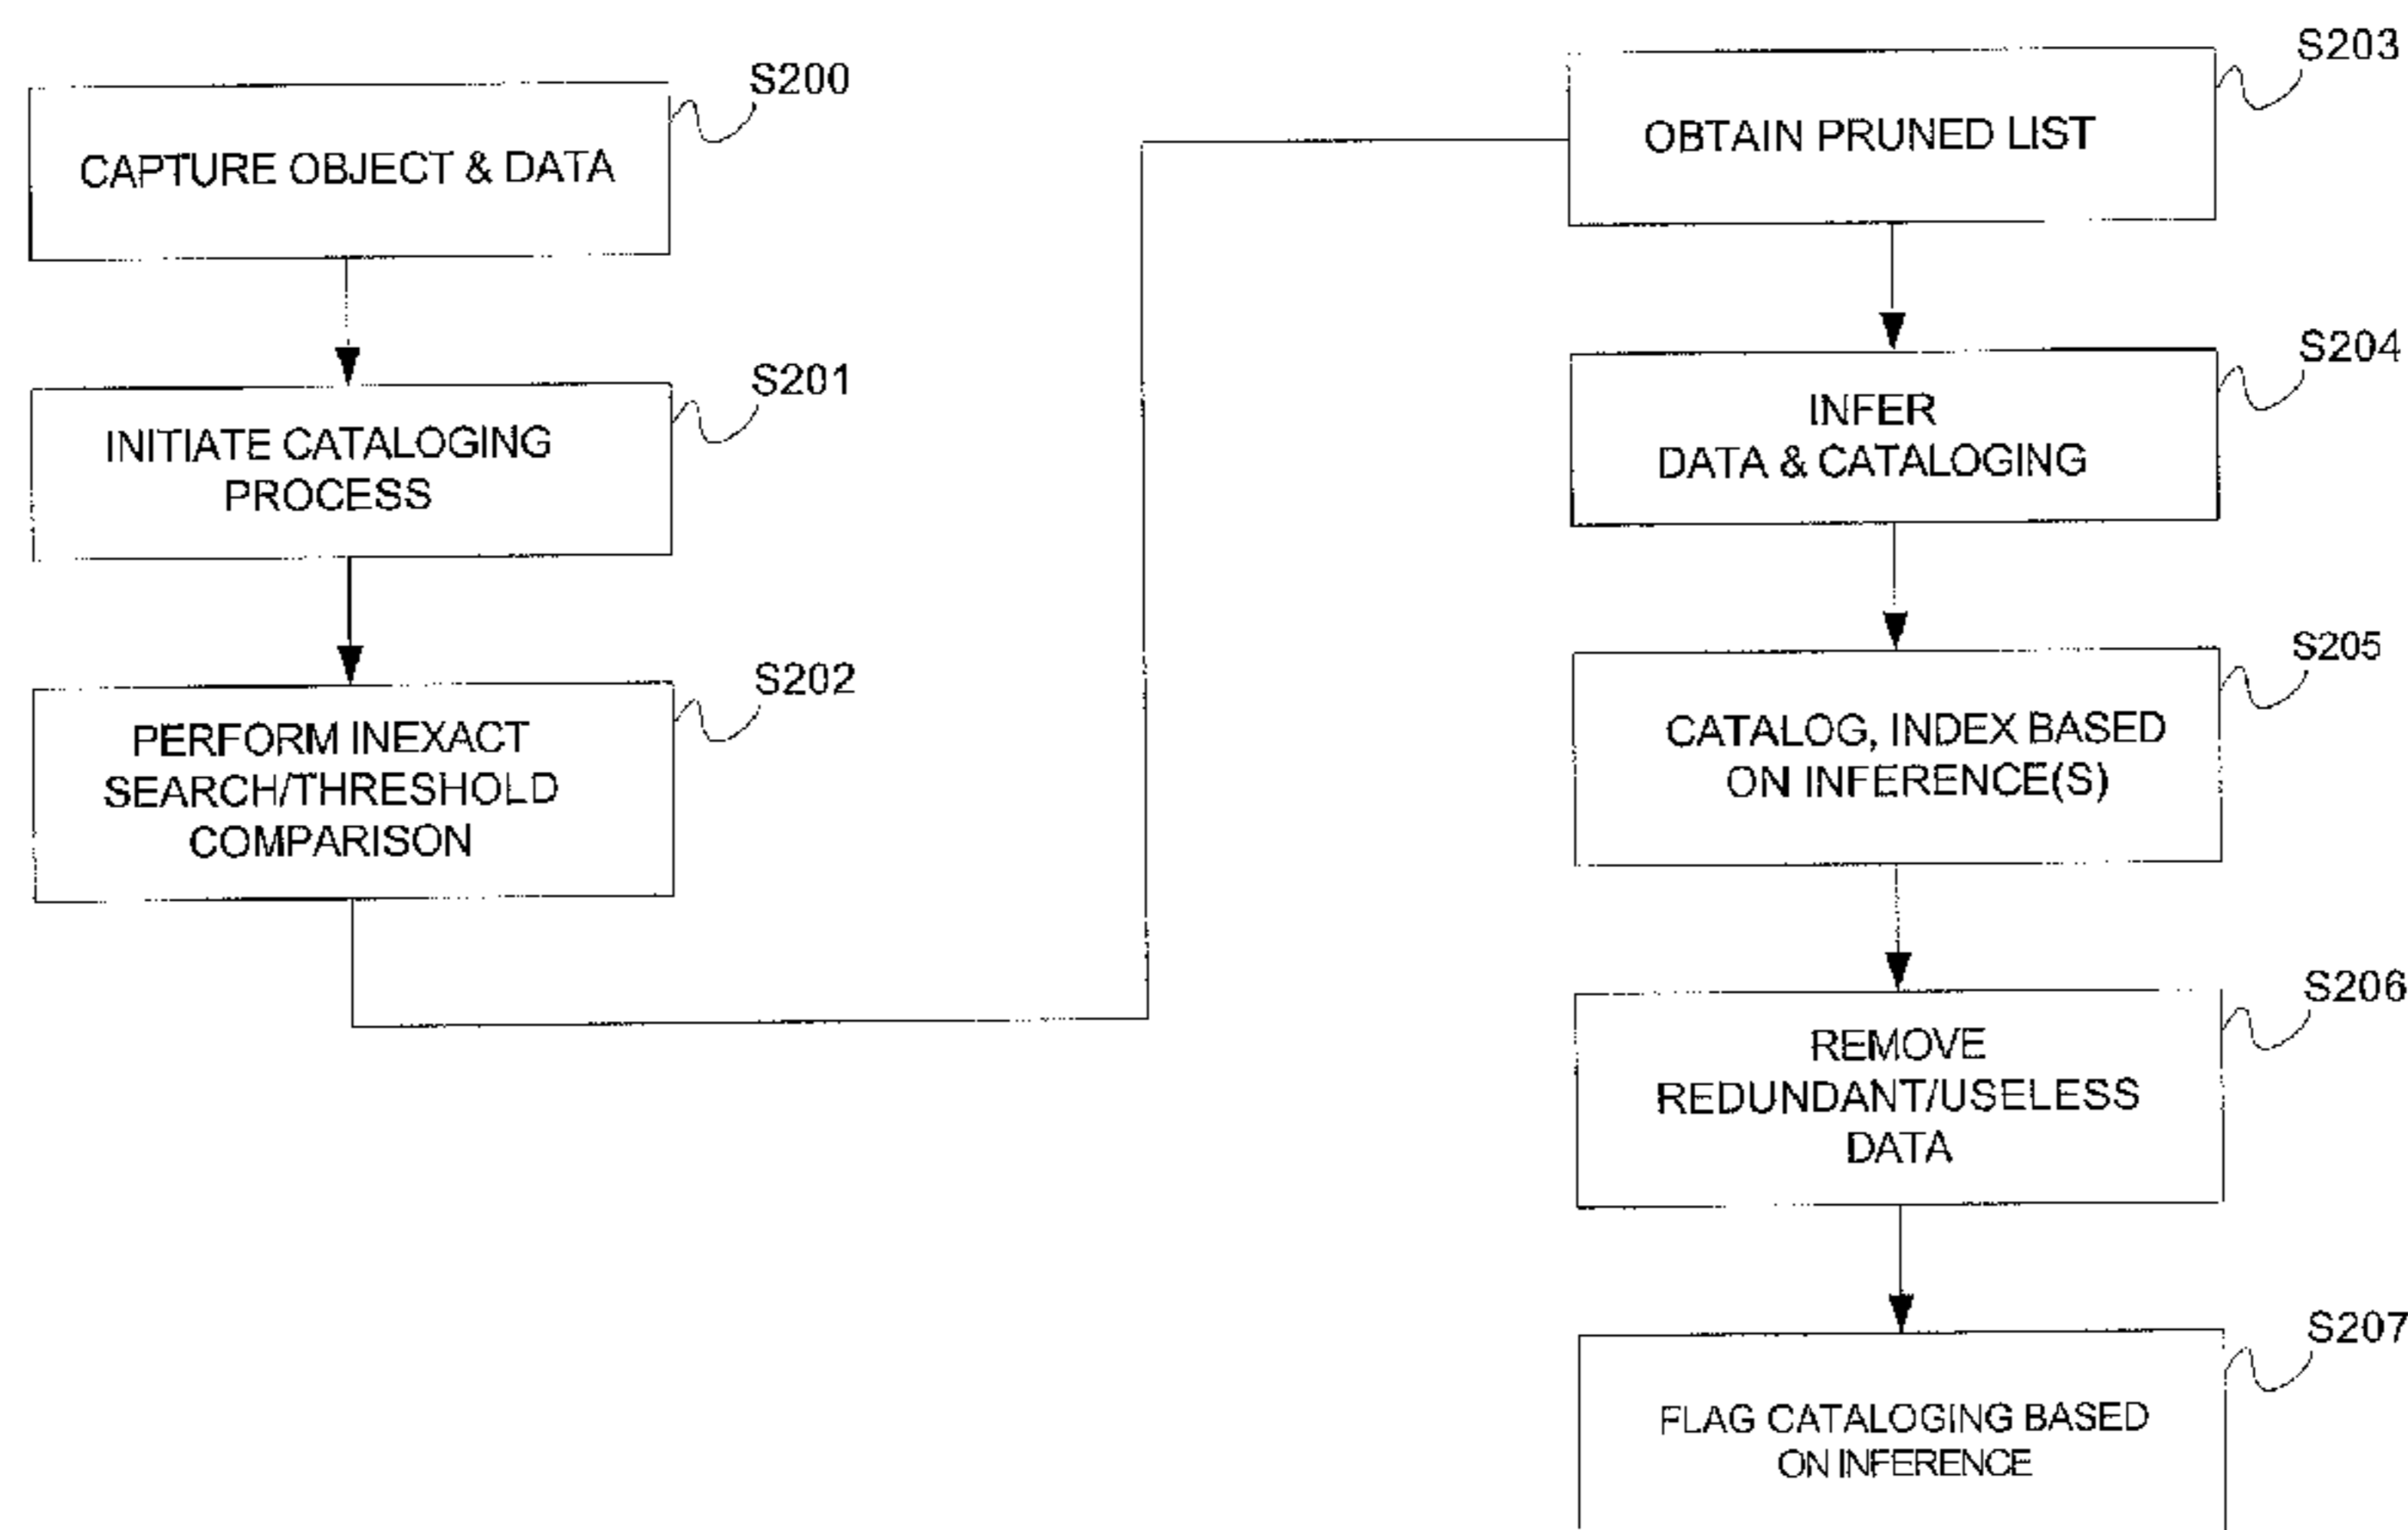 S200
CAPTURE OBJECT & DATA
S201
INITIATE CATALOGING
PROCESS
S202
PERFORM INEXACT
SEARCH/THRESHOLD
COMPARISON
S203
OBTAIN PRUNED LIST
S204
INFER
DATA & CATALOGING
S205
CATALOG, INDEX BASED
ON INFERENCE(S)
S206
REMOVE
REDUNDANT/USELESS
DATA
S207
FLAG CATALOGING BASED
ON INFERENCE